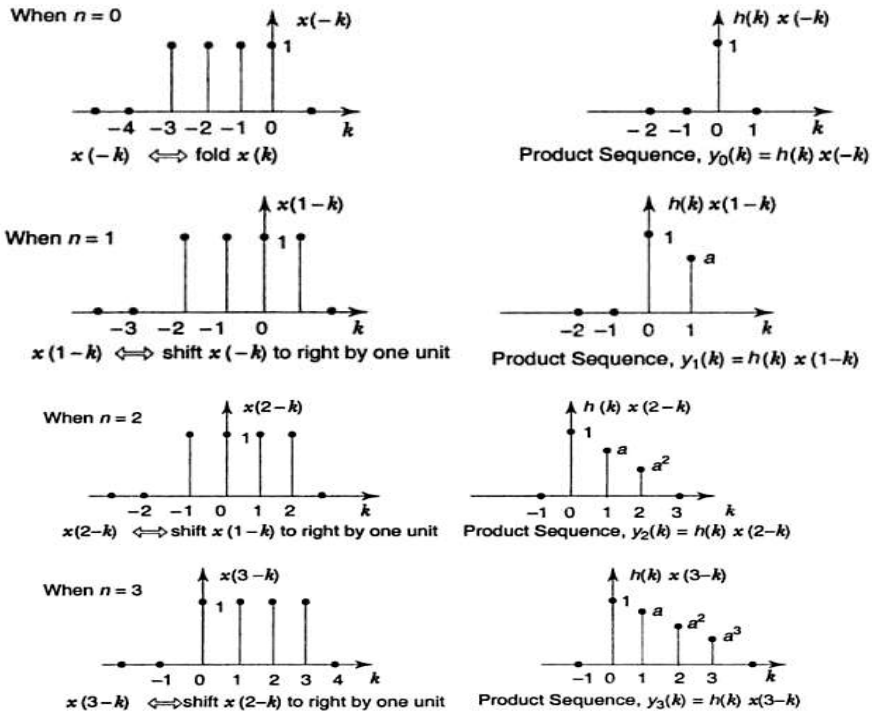 When n = 0
x(−k)
h(k) x(−k)
1
1
−4 −3 −2 −1 0 k
−2 −1 0 1 k
x(−k) ⟺ fold x(k)
Product Sequence, y₀(k) = h(k) x(−k)
When n = 1
x(1−k)
h(k) x(1−k)
1
1
a
−3 −2 −1 0 k
−2 −1 0 1 k
x(1−k) ⟺ shift x(−k) to right by one unit
Product Sequence, y₁(k) = h(k) x(1−k)
When n = 2
x(2−k)
h(k) x(2−k)
1
1
a
a²
−2 −1 0 1 2 k
−1 0 1 2 3 k
x(2−k) ⟺ shift x(1−k) to right by one unit
Product Sequence, y₂(k) = h(k) x(2−k)
When n = 3
x(3−k)
h(k) x(3−k)
1
1
a
a²
a³
−1 0 1 2 3 4 k
−1 0 1 2 3 k
x(3−k) ⟺ shift x(2−k) to right by one unit
Product Sequence, y₃(k) = h(k) x(3−k)